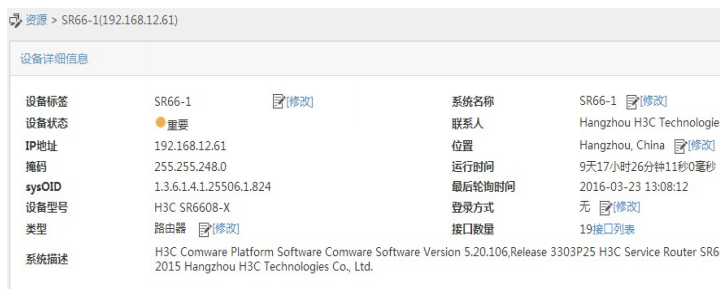 资源 > SR66-1(192.168.12.61)
设备详细信息
设备标签 SR66-1 [修改] 系统名称 SR66-1 [修改]
设备状态 重要 联系人 Hangzhou H3C Technologie
IP地址 192.168.12.61 位置 Hangzhou, China [修改]
掩码 255.255.248.0 运行时间 9天17小时26分钟11秒0毫秒
sysOID 1.3.6.1.4.1.25506.1.824 最后轮询时间 2016-03-23 13:08:12
设备型号 H3C SR6608-X 登录方式 无 [修改]
类型 路由器 [修改] 接口数量 19接口列表
系统描述 H3C Comware Platform Software Comware Software Version 5.20.106,Release 3303P25 H3C Service Router SR6
2015 Hangzhou H3C Technologies Co., Ltd.